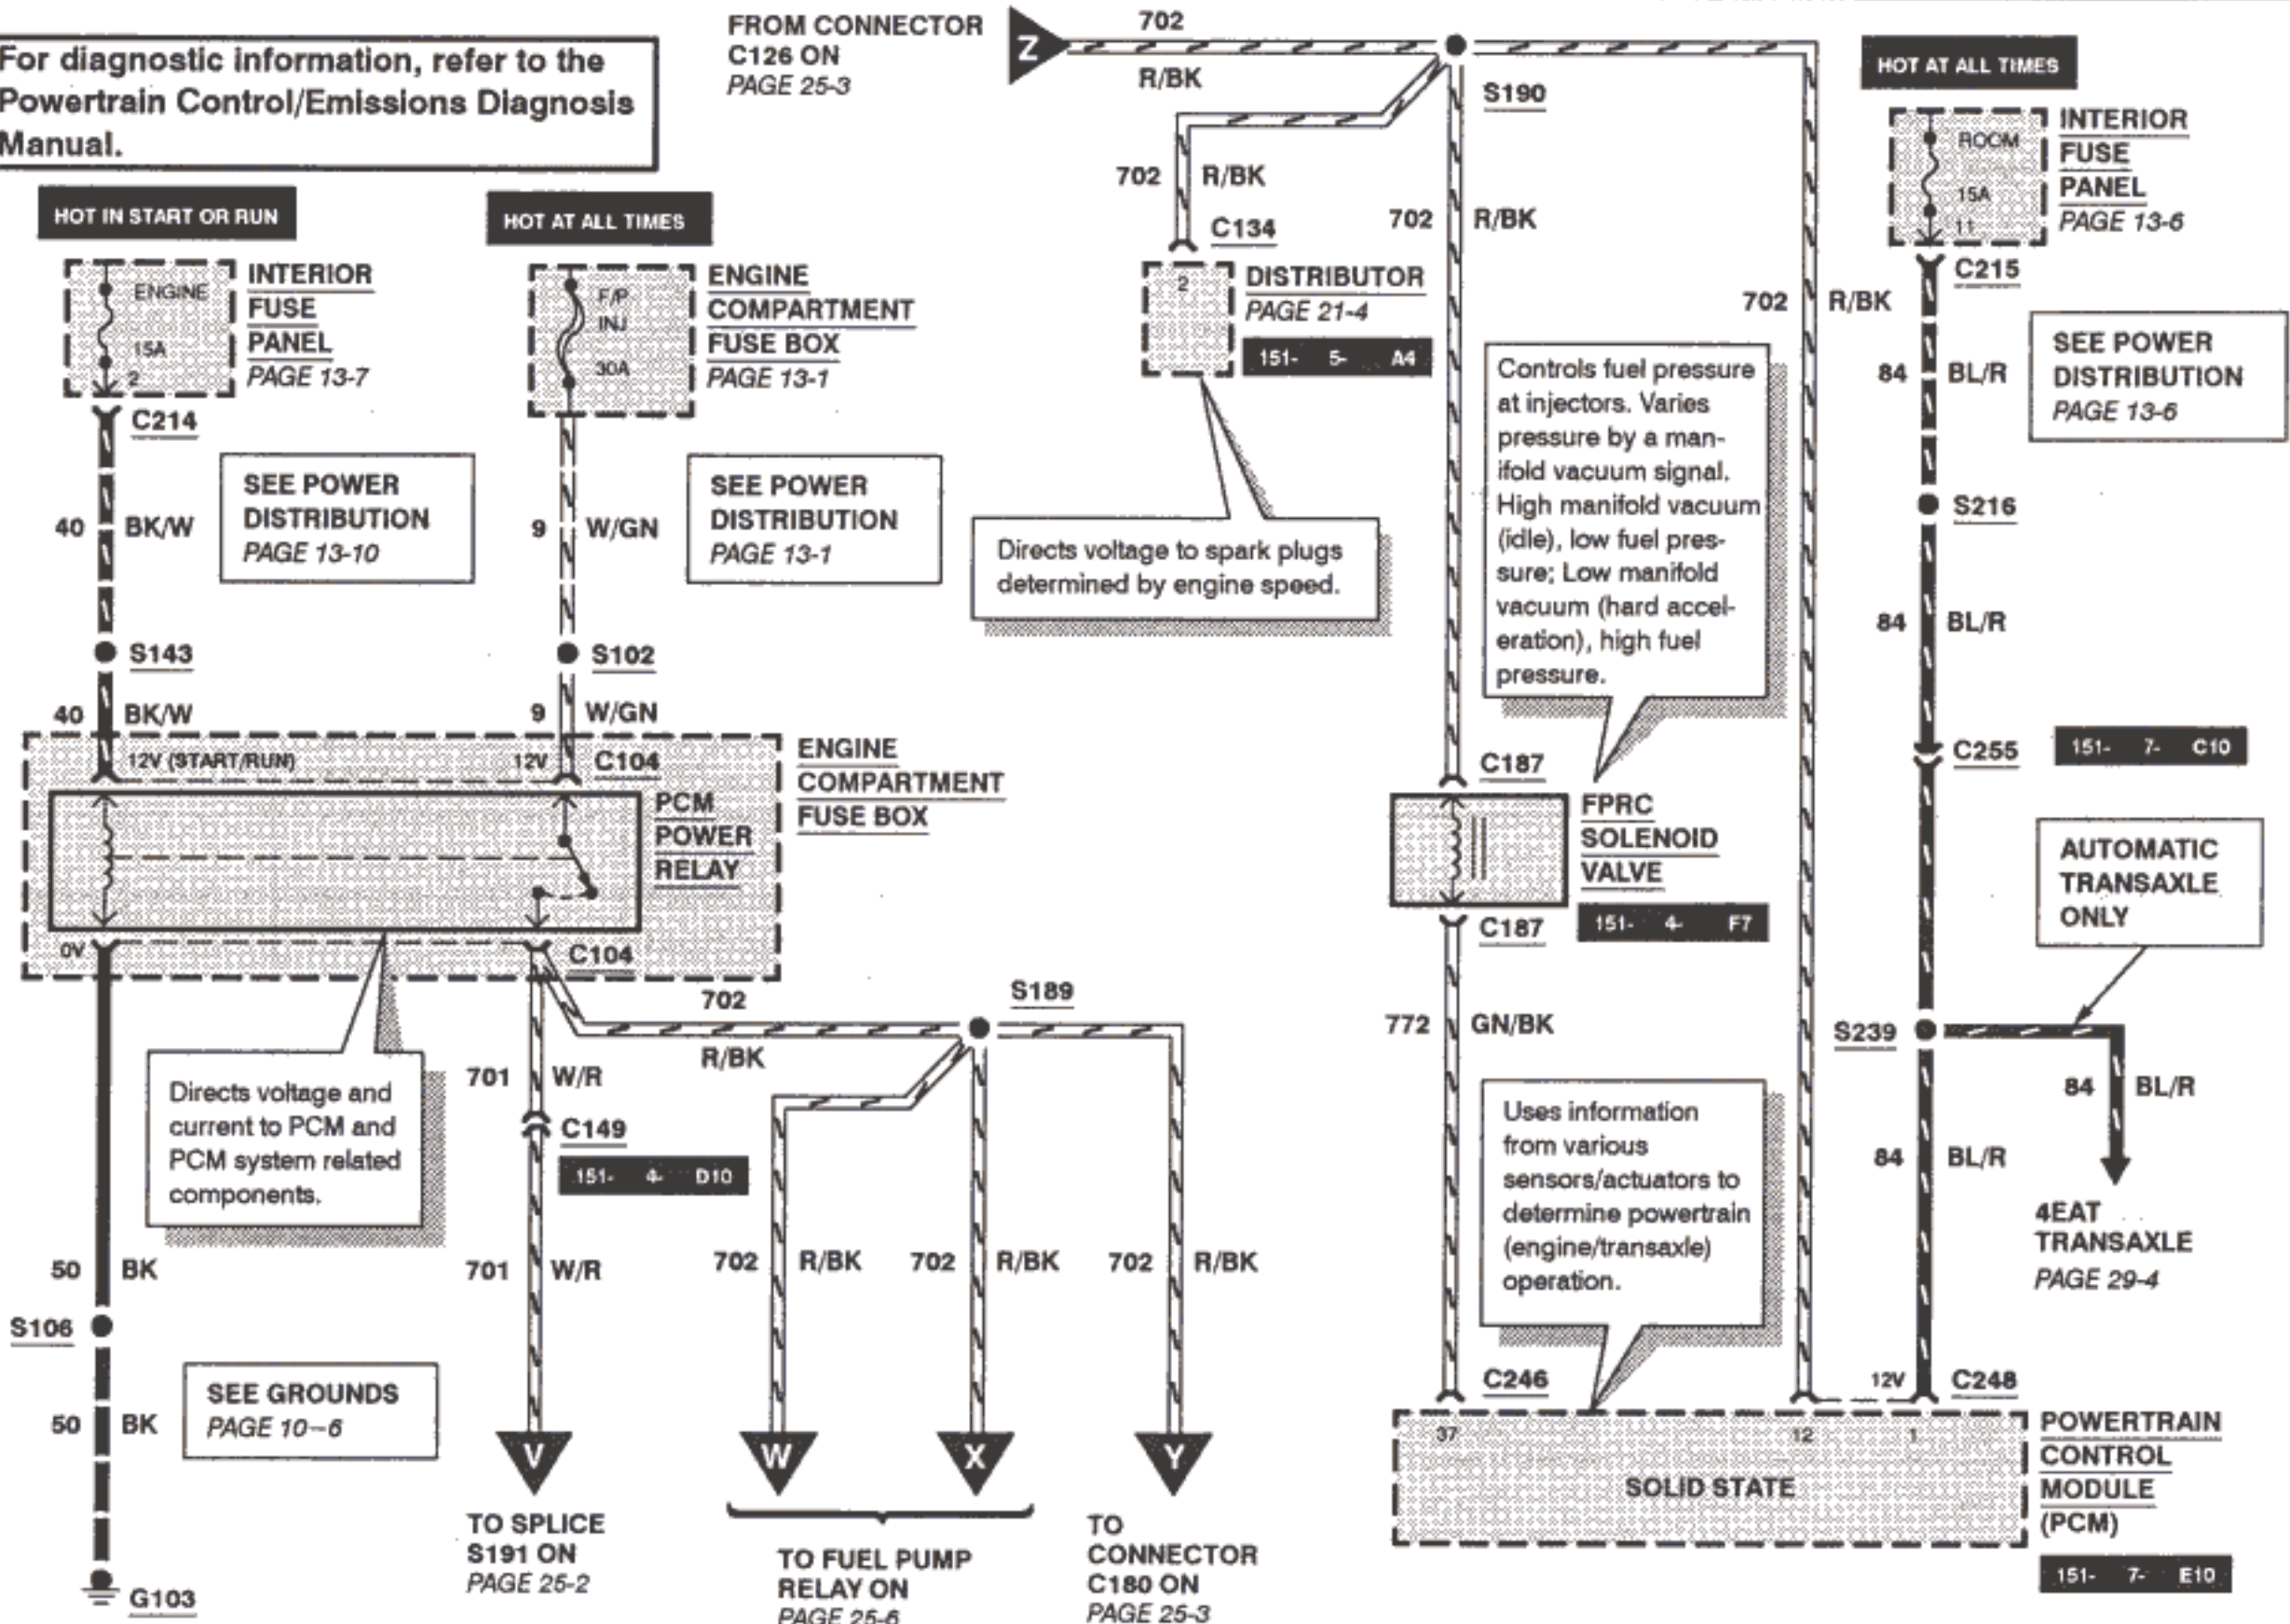 For diagnostic information, refer to the
Powertrain Control/Emissions Diagnosis
Manual.
FROM CONNECTOR
C126 ON
PAGE 25-3
Z
702
R/BK
S190
702 R/BK
702 R/BK
702 R/BK
C134
2
DISTRIBUTOR
PAGE 21-4
151- 5- A4
Directs voltage to spark plugs
determined by engine speed.
HOT IN START OR RUN
ENGINE
15A
2
INTERIOR
FUSE
PANEL
PAGE 13-7
C214
SEE POWER
DISTRIBUTION
PAGE 13-10
40 BK/W
S143
40 BK/W
HOT AT ALL TIMES
F/P
INJ
30A
ENGINE
COMPARTMENT
FUSE BOX
PAGE 13-1
SEE POWER
DISTRIBUTION
PAGE 13-1
9 W/GN
S102
9 W/GN
12V (START/RUN)
12V C104
PCM
POWER
RELAY
ENGINE
COMPARTMENT
FUSE BOX
0V
C104
Directs voltage and
current to PCM and
PCM system related
components.
50 BK
S106
50 BK
SEE GROUNDS
PAGE 10-6
G103
702
R/BK
S189
701 W/R
C149
151- 4- D10
701 W/R
702 R/BK
702 R/BK
702 R/BK
V
W
X
Y
TO SPLICE
S191 ON
PAGE 25-2
TO FUEL PUMP
RELAY ON
PAGE 25-6
TO
CONNECTOR
C180 ON
PAGE 25-3
Controls fuel pressure
at injectors. Varies
pressure by a man-
ifold vacuum signal.
High manifold vacuum
(idle), low fuel pres-
sure; Low manifold
vacuum (hard accel-
eration), high fuel
pressure.
C187
FPRC
SOLENOID
VALVE
151- 4- F7
C187
772 GN/BK
Uses information
from various
sensors/actuators to
determine powertrain
(engine/transaxle)
operation.
C246
HOT AT ALL TIMES
ROOM
15A
11
INTERIOR
FUSE
PANEL
PAGE 13-6
C215
SEE POWER
DISTRIBUTION
PAGE 13-6
84 BL/R
S216
84 BL/R
C255
151- 7- C10
AUTOMATIC
TRANSAXLE
ONLY
S239
84 BL/R
84 BL/R
4EAT
TRANSAXLE
PAGE 29-4
12V C248
37 12 1
SOLID STATE
POWERTRAIN
CONTROL
MODULE
(PCM)
151- 7- E10